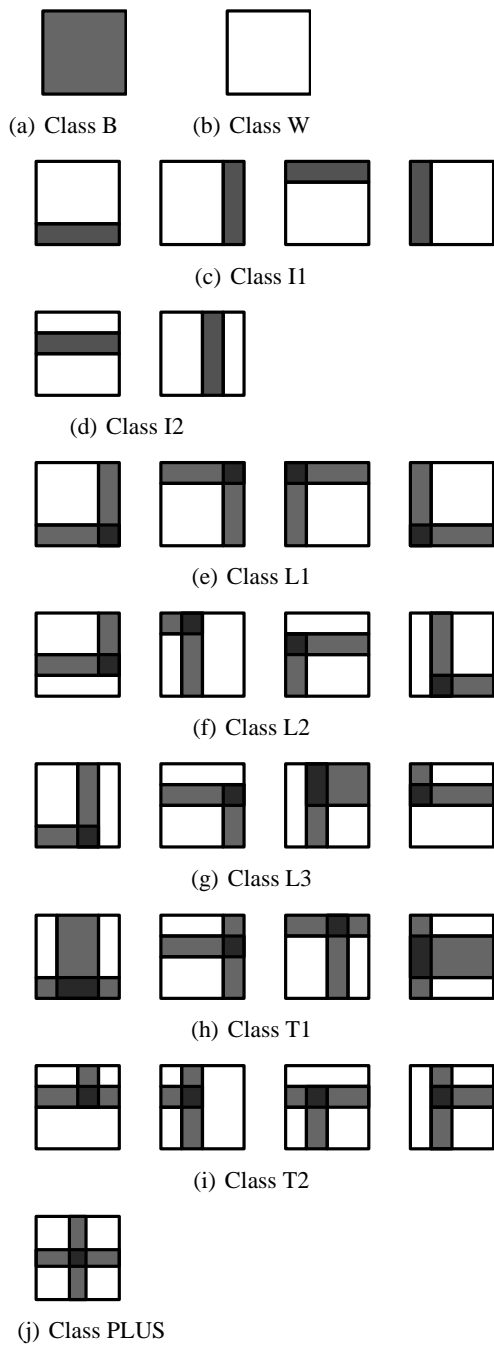 (a) Class B (b) Class W
(c) Class I1
(d) Class I2
(e) Class L1
(f) Class L2
(g) Class L3
(h) Class T1
(i) Class T2
(j) Class PLUS